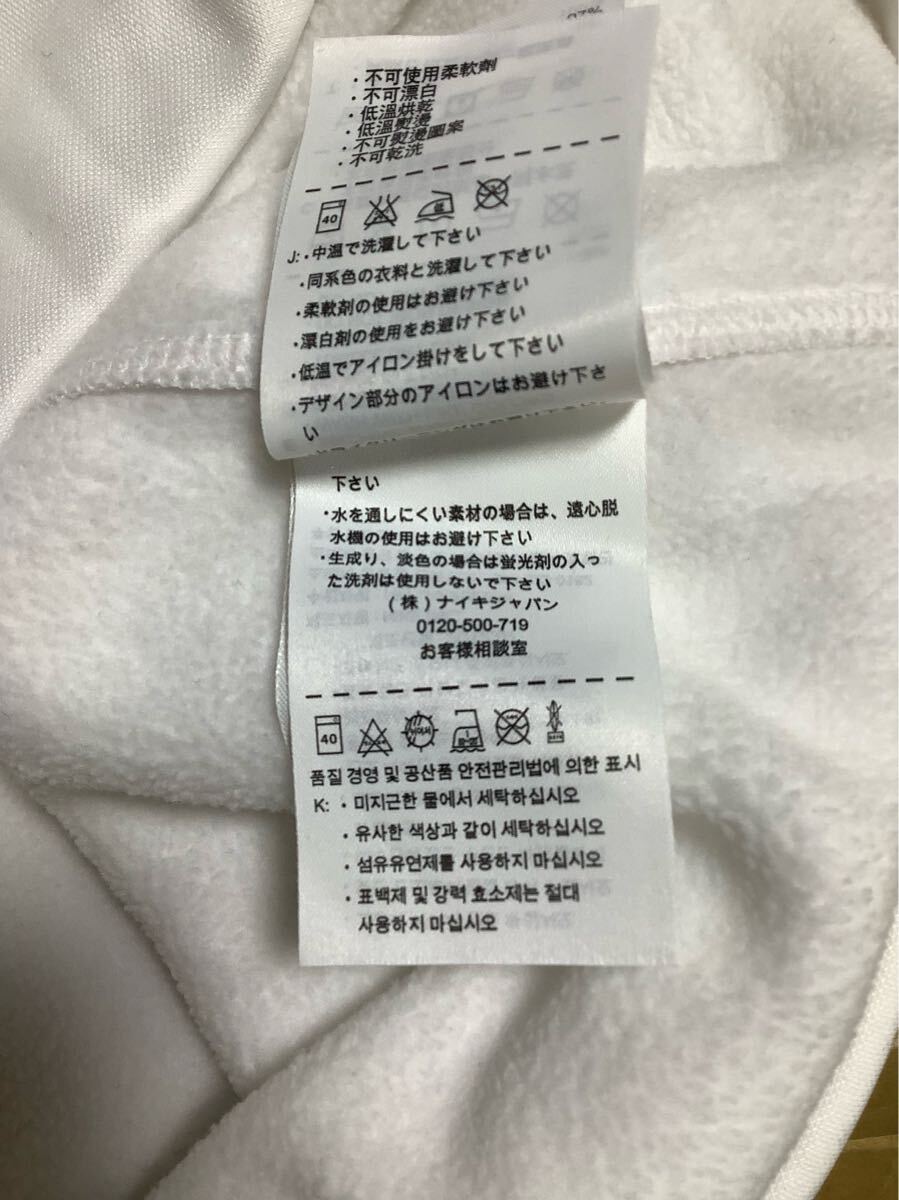 97%
・不可使用柔軟劑
・不可漂白
・低溫烘乾
・低溫熨燙
・不可熨燙圖案
・不可乾洗
40
低
J:・中温で洗濯して下さい
・同系色の衣料と洗濯して下さい
・柔軟剤の使用はお避け下さい
・漂白剤の使用をお避け下さい
・低温でアイロン掛けをして下さい
・デザイン部分のアイロンはお避け下さ
い
下さい
・水を通しにくい素材の場合は、遠心脱
水機の使用はお避け下さい
・生成り、淡色の場合は蛍光剤の入っ
た洗剤は使用しないで下さい
(株)ナイキジャパン
0120-500-719
お客様相談室
40
품질 경영 및 공산품 안전관리법에 의한 표시
K: ・미지근한 물에서 세탁하십시오
・유사한 색상과 같이 세탁하십시오
・섬유유연제를 사용하지 마십시오
・표백제 및 강력 효소제는 절대
사용하지 마십시오